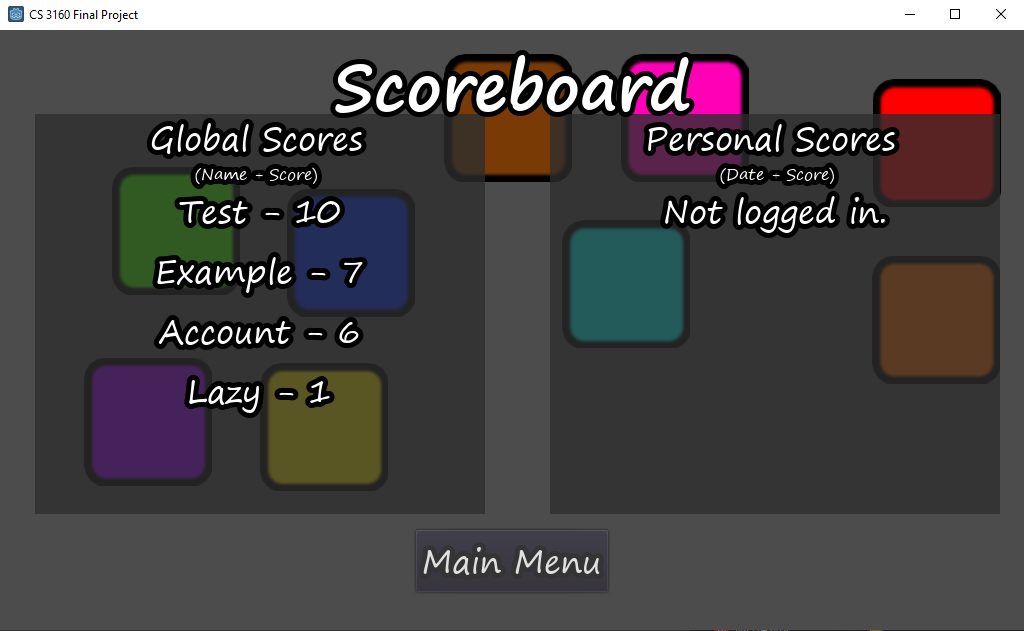 CS 3160 Final Project
Scoreboard
Global Scores
(Name - Score)
Test - 10
Example - 7
Account - 6
Lazy - 1
Personal Scores
(Date - Score)
Not logged in.
Main Menu